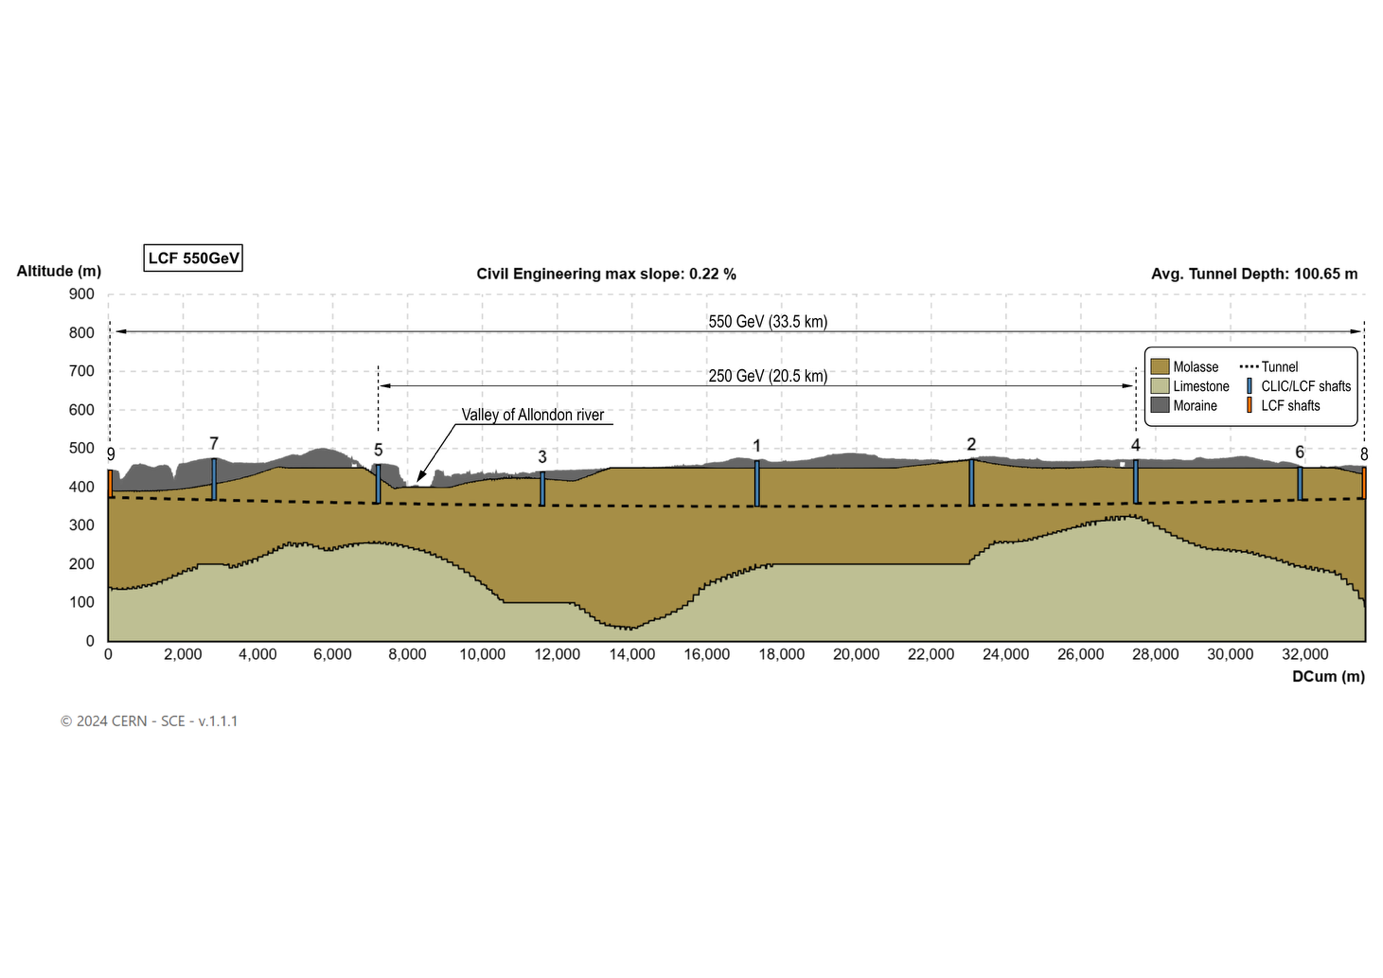 LCF 550GeV
Altitude (m)
Civil Engineering max slope: 0.22 %
Avg. Tunnel Depth: 100.65 m
900
800
700
600
500
400
300
200
100
0
550 GeV (33.5 km)
250 GeV (20.5 km)
Valley of Allondon river
Molasse
Tunnel
Limestone
CLIC/LCF shafts
Moraine
LCF shafts
9
7
5
3
1
2
4
6
8
0
2,000
4,000
6,000
8,000
10,000
12,000
14,000
16,000
18,000
20,000
22,000
24,000
26,000
28,000
30,000
32,000
DCum (m)
© 2024 CERN - SCE - v.1.1.1